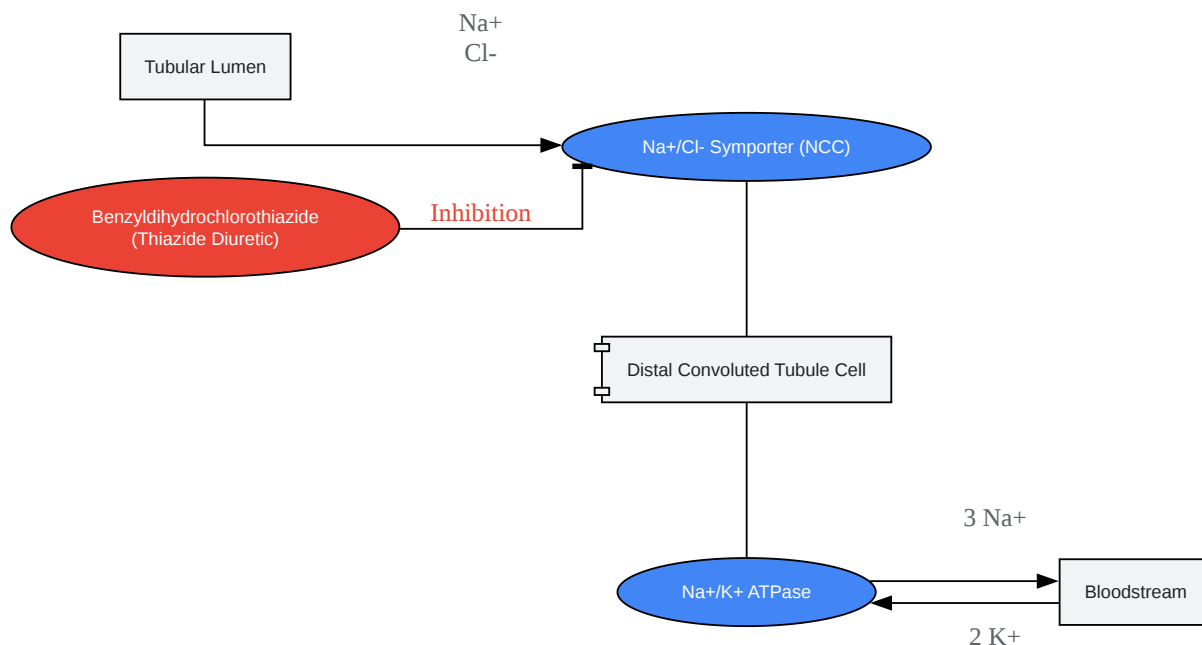 Na+
Cl-
Tubular Lumen
Na+/Cl- Symporter (NCC)
Benzyldihydrochlorothiazide
(Thiazide Diuretic)
Inhibition
Distal Convoluted Tubule Cell
3 Na+
Na+/K+ ATPase
Bloodstream
2 K+